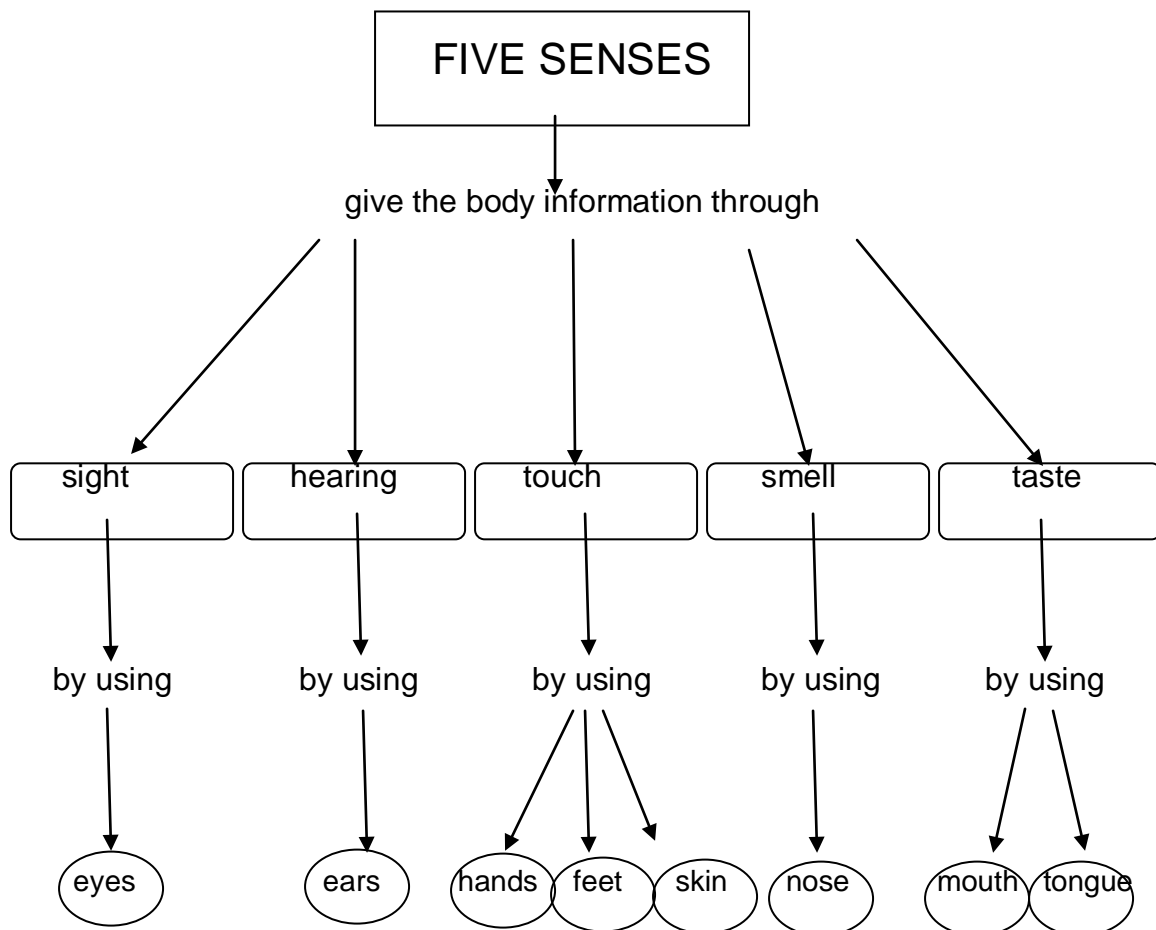 FIVE SENSES
give the body information through
sight hearing touch smell taste
by using by using by using by using by using
eyes ears hands feet skin nose mouth tongue